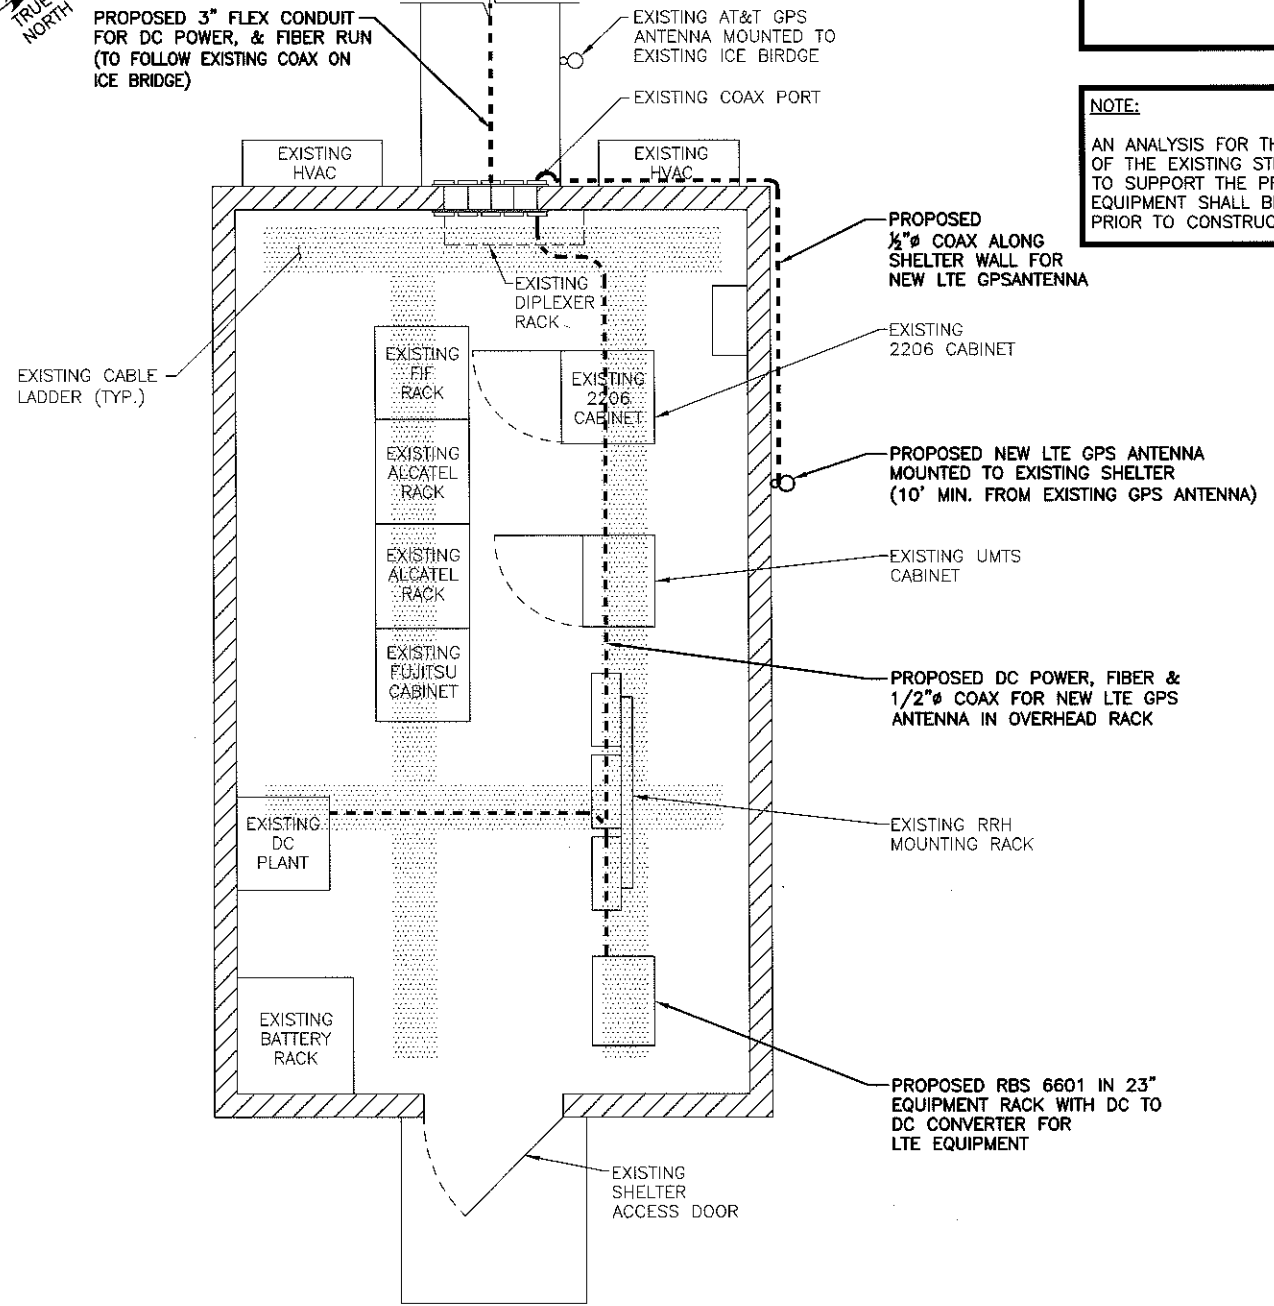 TRUE
NORTH
PROPOSED 3" FLEX CONDUIT
FOR DC POWER, & FIBER RUN
(TO FOLLOW EXISTING COAX ON
ICE BRIDGE)
EXISTING AT&T GPS
ANTENNA MOUNTED TO
EXISTING ICE BIRDGE
EXISTING COAX PORT
NOTE:
AN ANALYSIS FOR TH
OF THE EXISTING STR
TO SUPPORT THE PR
EQUIPMENT SHALL BE
PRIOR TO CONSTRUC
EXISTING
HVAC
EXISTING
HVAC
PROPOSED
½"ø COAX ALONG
SHELTER WALL FOR
NEW LTE GPSANTENNA
EXISTING
DIPLEXER
RACK
EXISTING
2206 CABINET
EXISTING CABLE
LADDER (TYP.)
EXISTING
FIF
RACK
EXISTING
2206
CABINET
EXISTING
ALCATEL
RACK
PROPOSED NEW LTE GPS ANTENNA
MOUNTED TO EXISTING SHELTER
(10' MIN. FROM EXISTING GPS ANTENNA)
EXISTING
ALCATEL
RACK
EXISTING UMTS
CABINET
EXISTING
FUJITSU
CABINET
PROPOSED DC POWER, FIBER &
1/2"ø COAX FOR NEW LTE GPS
ANTENNA IN OVERHEAD RACK
EXISTING
DC
PLANT
EXISTING RRH
MOUNTING RACK
EXISTING
BATTERY
RACK
PROPOSED RBS 6601 IN 23"
EQUIPMENT RACK WITH DC TO
DC CONVERTER FOR
LTE EQUIPMENT
EXISTING
SHELTER
ACCESS DOOR